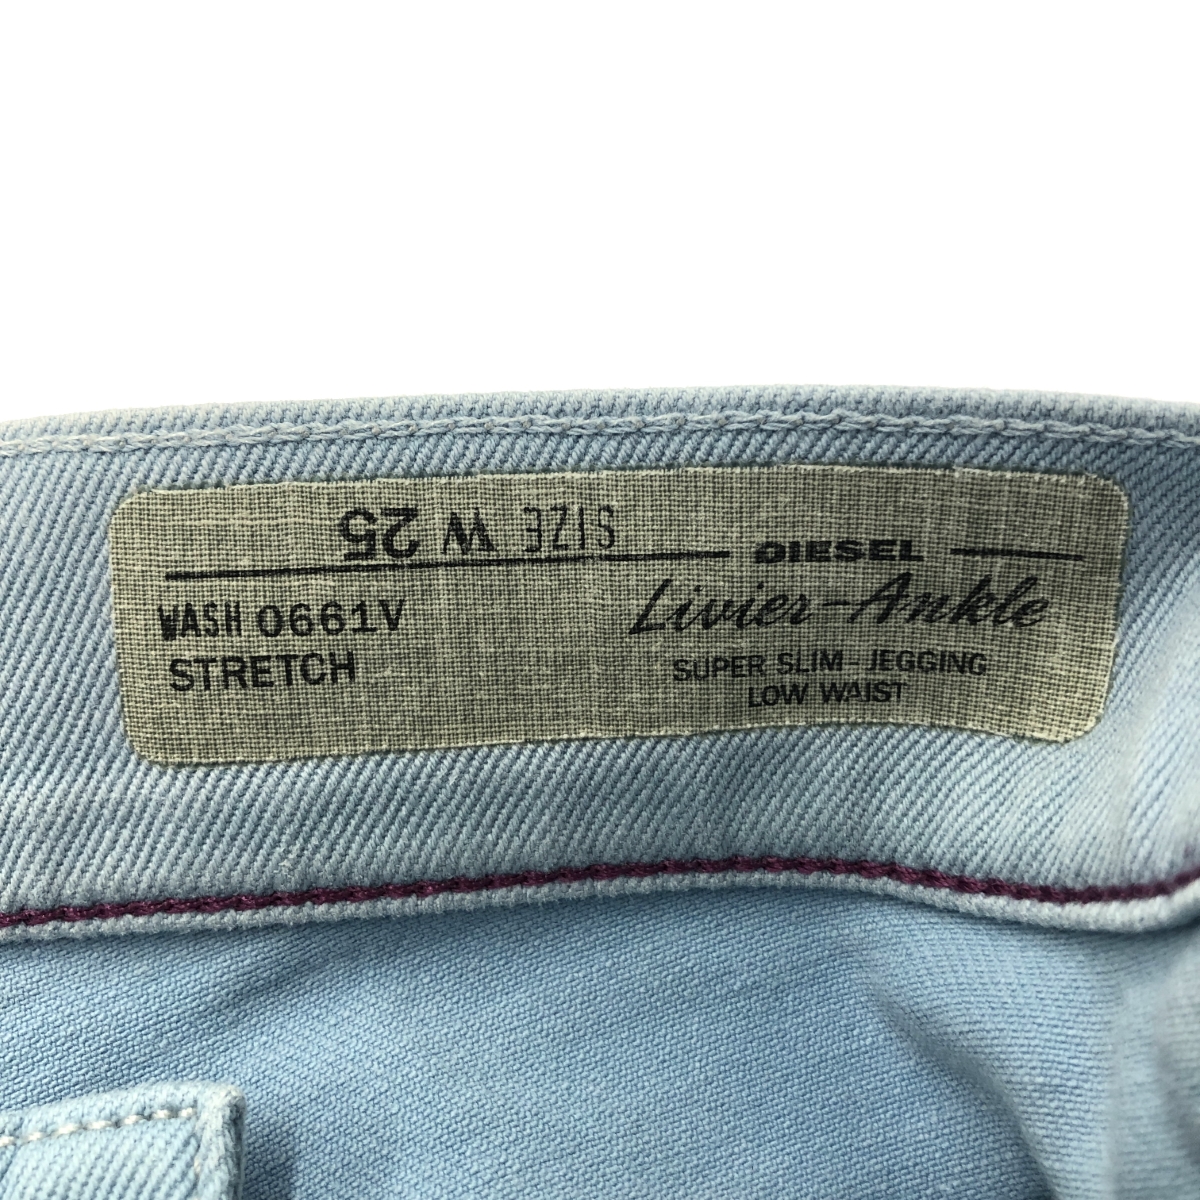 SIZE W 25
DIESEL
Livier-Ankle
WASH 0661V
STRETCH
SUPER SLIM-JEGGING
LOW WAIST